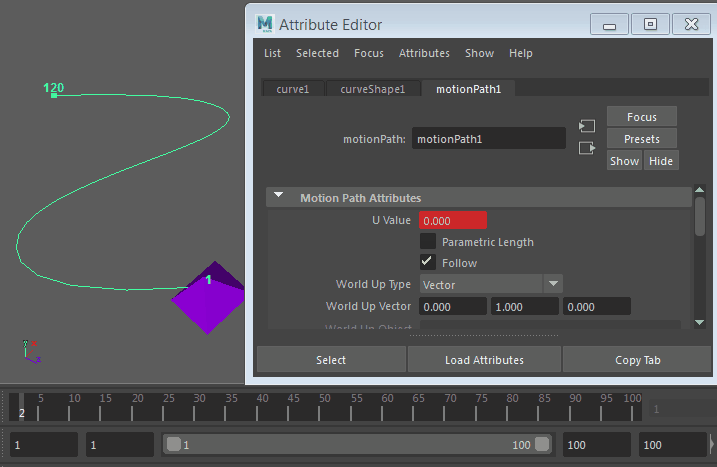 Attribute Editor
List Selected Focus Attributes Show Help
curve1 curveShape1 motionPath1
Focus
motionPath: motionPath1
Presets
Show Hide
Motion Path Attributes
U Value 0.000
Parametric Length
Follow
World Up Type Vector
World Up Vector 0.000 1.000 0.000
World Up Object
Select Load Attributes Copy Tab
120
1
y x z
5 10 15 20 25 30 35 40 45 50 55 60 65 70 75 80 85 90 95 100
2 1
1 1 1 100 100 100